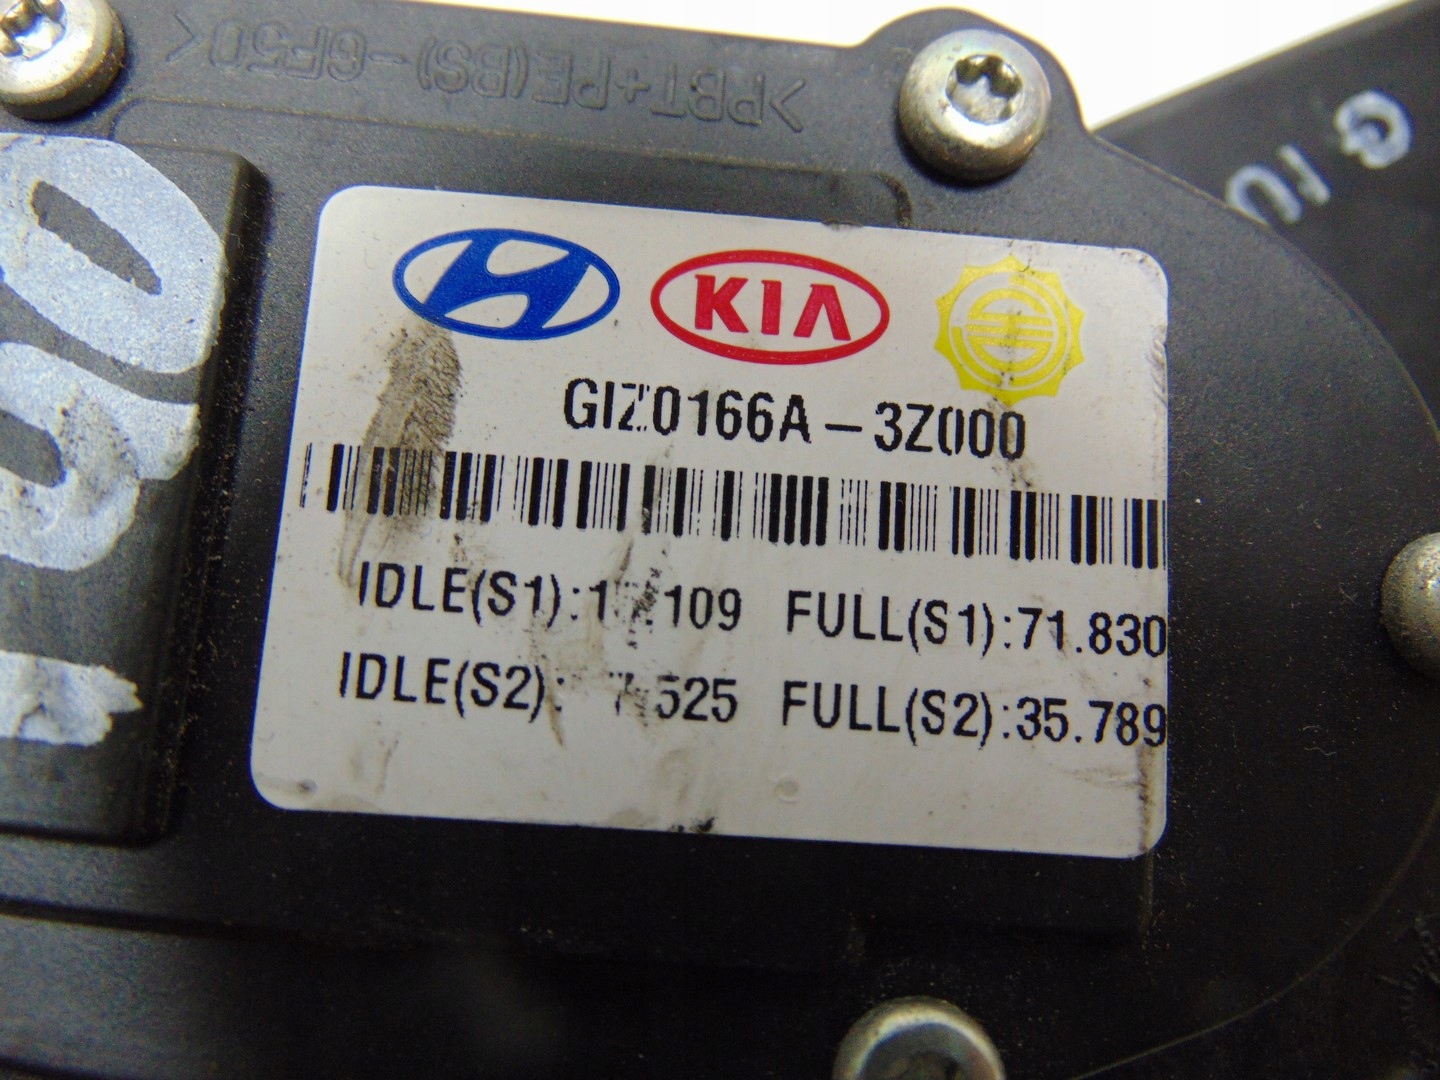 >PBT+PE(BS)-GF50<
KIA
GIZ0166A-3Z000
IDLE(S1): FULL(S1):71.830
IDLE(S2): FULL(S2):35.789